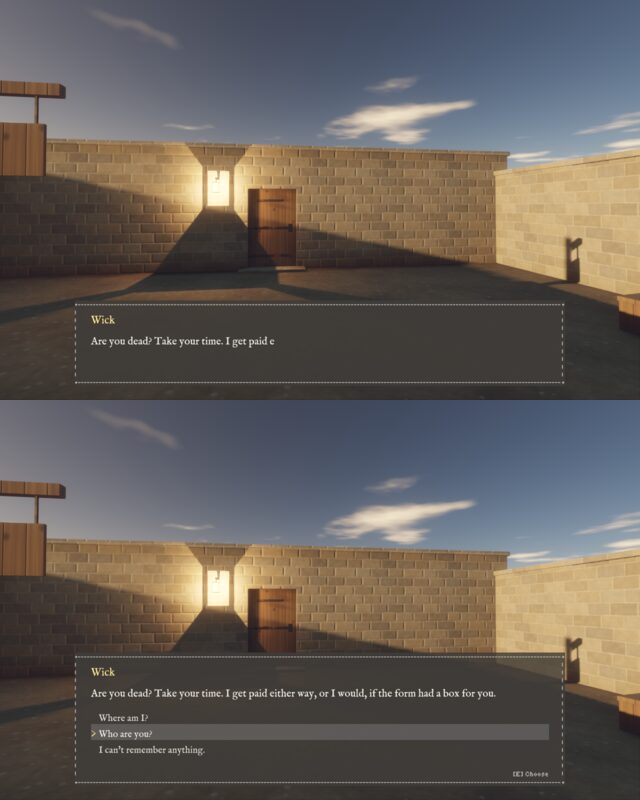 Wick
Are you dead? Take your time. I get paid e
Wick
Are you dead? Take your time. I get paid either way, or I would, if the form had a box for you.
Where am I?
> Who are you?
I can't remember anything.
[E] Choose